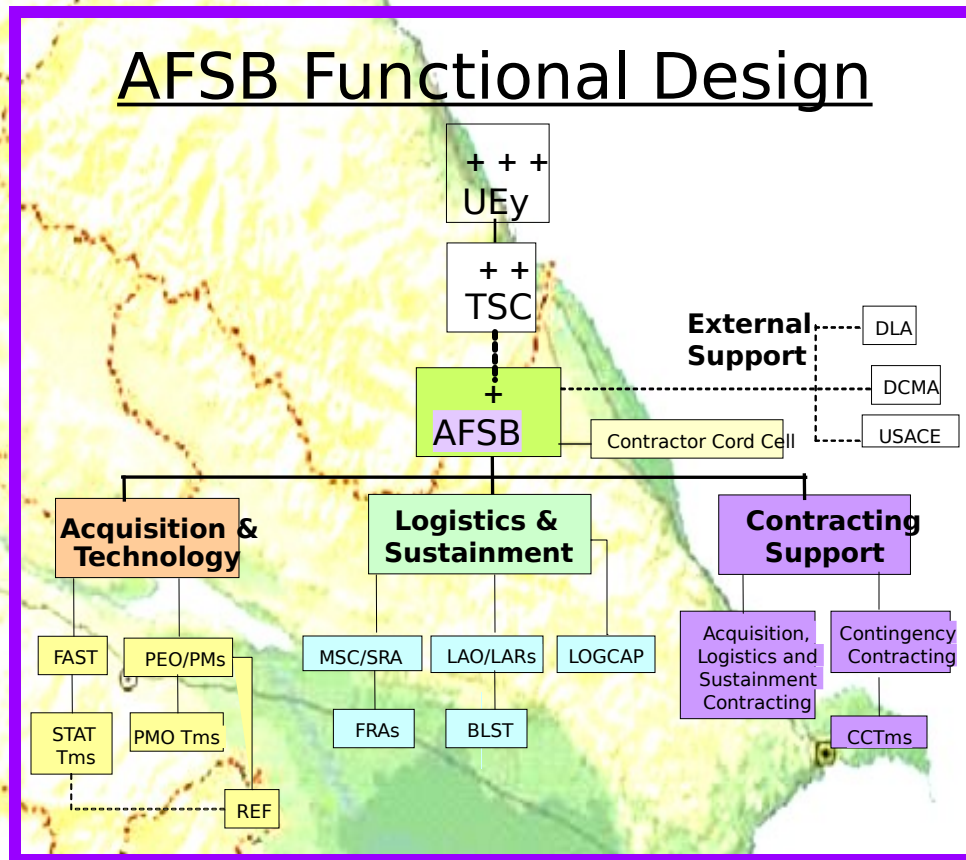 AFSB Functional Design
+ + +
UEy
+ +
TSC
External
Support
DLA
+
AFSB
DCMA
Contractor Cord Cell
USACE
Acquisition &
Technology
Logistics &
Sustainment
Contracting
Support
FAST
PEO/PMs
MSC/SRA
LAO/LARs
LOGCAP
Acquisition,
Logistics and
Sustainment
Contracting
Contingency
Contracting
STAT
Tms
PMO Tms
FRAs
BLST
CCTms
REF